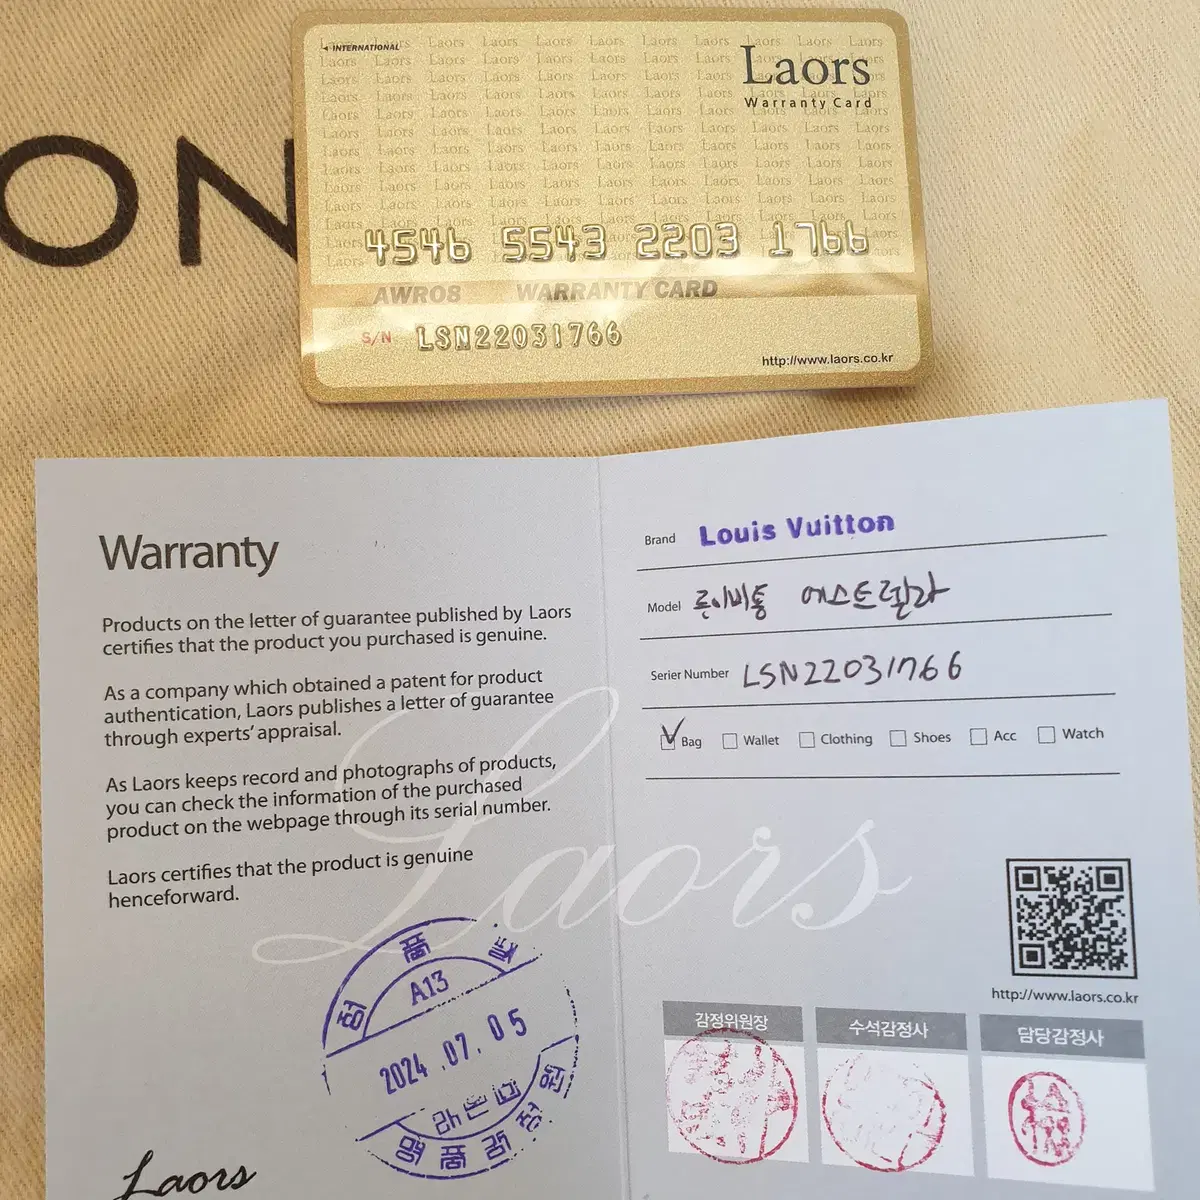 ON
INTERNATIONAL
Laors
Warranty Card
4546 5543 2203 1766
AWR08 WARRANTY CARD
S/N LSN22031766
http://www.laors.co.kr
Warranty
Products on the letter of guarantee published by Laors
certifies that the product you purchased is genuine.
As a company which obtained a patent for product
authentication, Laors publishes a letter of guarantee
through experts' appraisal.
As Laors keeps record and photographs of products,
you can check the information of the purchased
product on the webpage through its serial number.
Laors certifies that the product is genuine
henceforward.
A13
2024.07.05
라올스
명품감정원
Laors
Brand Louis Vuitton
Model 루이비통 에스트렐라
Serier Number LSN22031766
Bag Wallet Clothing Shoes Acc Watch
Laors
http://www.laors.co.kr
감정위원장 수석감정사 담당감정사